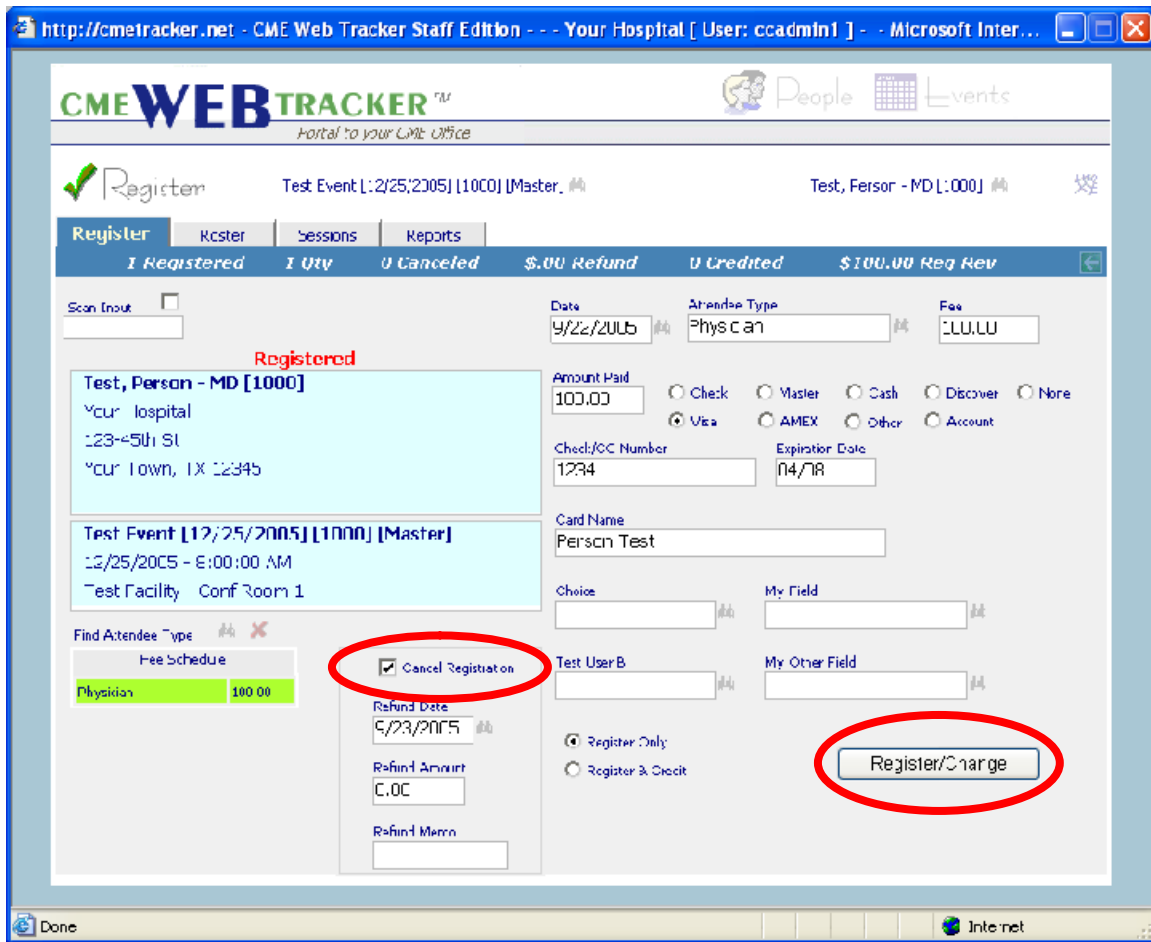 http://cmetracker.net - CME Web Tracker Staff Edition - - - Your Hospital [ User: ccadmin1 ] - - Microsoft Inter...
CME WEB TRACKER TM
Portal to your CME Office
People Events
Register
Test Event [12/25/2005] [1000] [Master]
Test, Person - MD [1000]
Register Roster Sessions Reports
1 Registered 1 Qty 0 Canceled $.00 Refund 0 Credited $100.00 Reg Rev
Scan Input
Date Attendee Type Fee
9/22/2005 Physician 100.00
Registered
Test, Person - MD [1000]
Your Hospital
123-45th St
Your Town, TX 12345
Amount Paid
100.00
Check Master Cash Discover None
Visa AMEX Other Account
Check/CC Number Expiration Date
1234 04/08
Card Name
Person Test
Test Event [12/25/2005] [1000] [Master]
12/25/2005 - 8:00:00 AM
Test Facility Conf Room 1
Choice My Field
Find Attendee Type
Fee Schedule
Physician 100.00
Cancel Registration
Test User B My Other Field
Refund Date
9/23/2005
Register Only
Register & Credit
Register/Change
Refund Amount
0.00
Refund Memo
Done
Internet